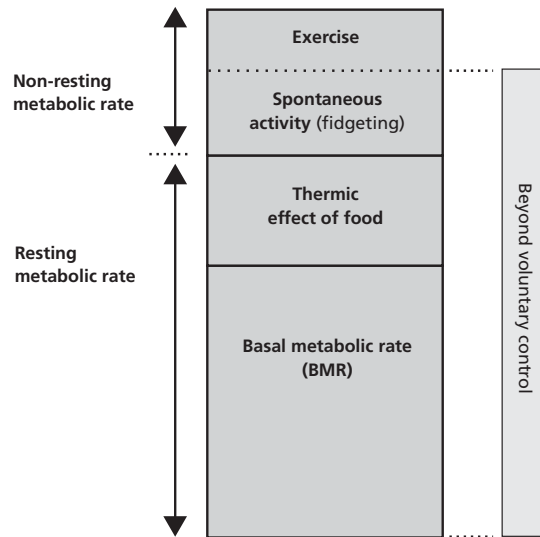 Exercise
Non-resting
metabolic rate
Spontaneous
activity (fidgeting)
Thermic
effect of food
Resting
metabolic rate
Basal metabolic rate
(BMR)
Beyond voluntary control